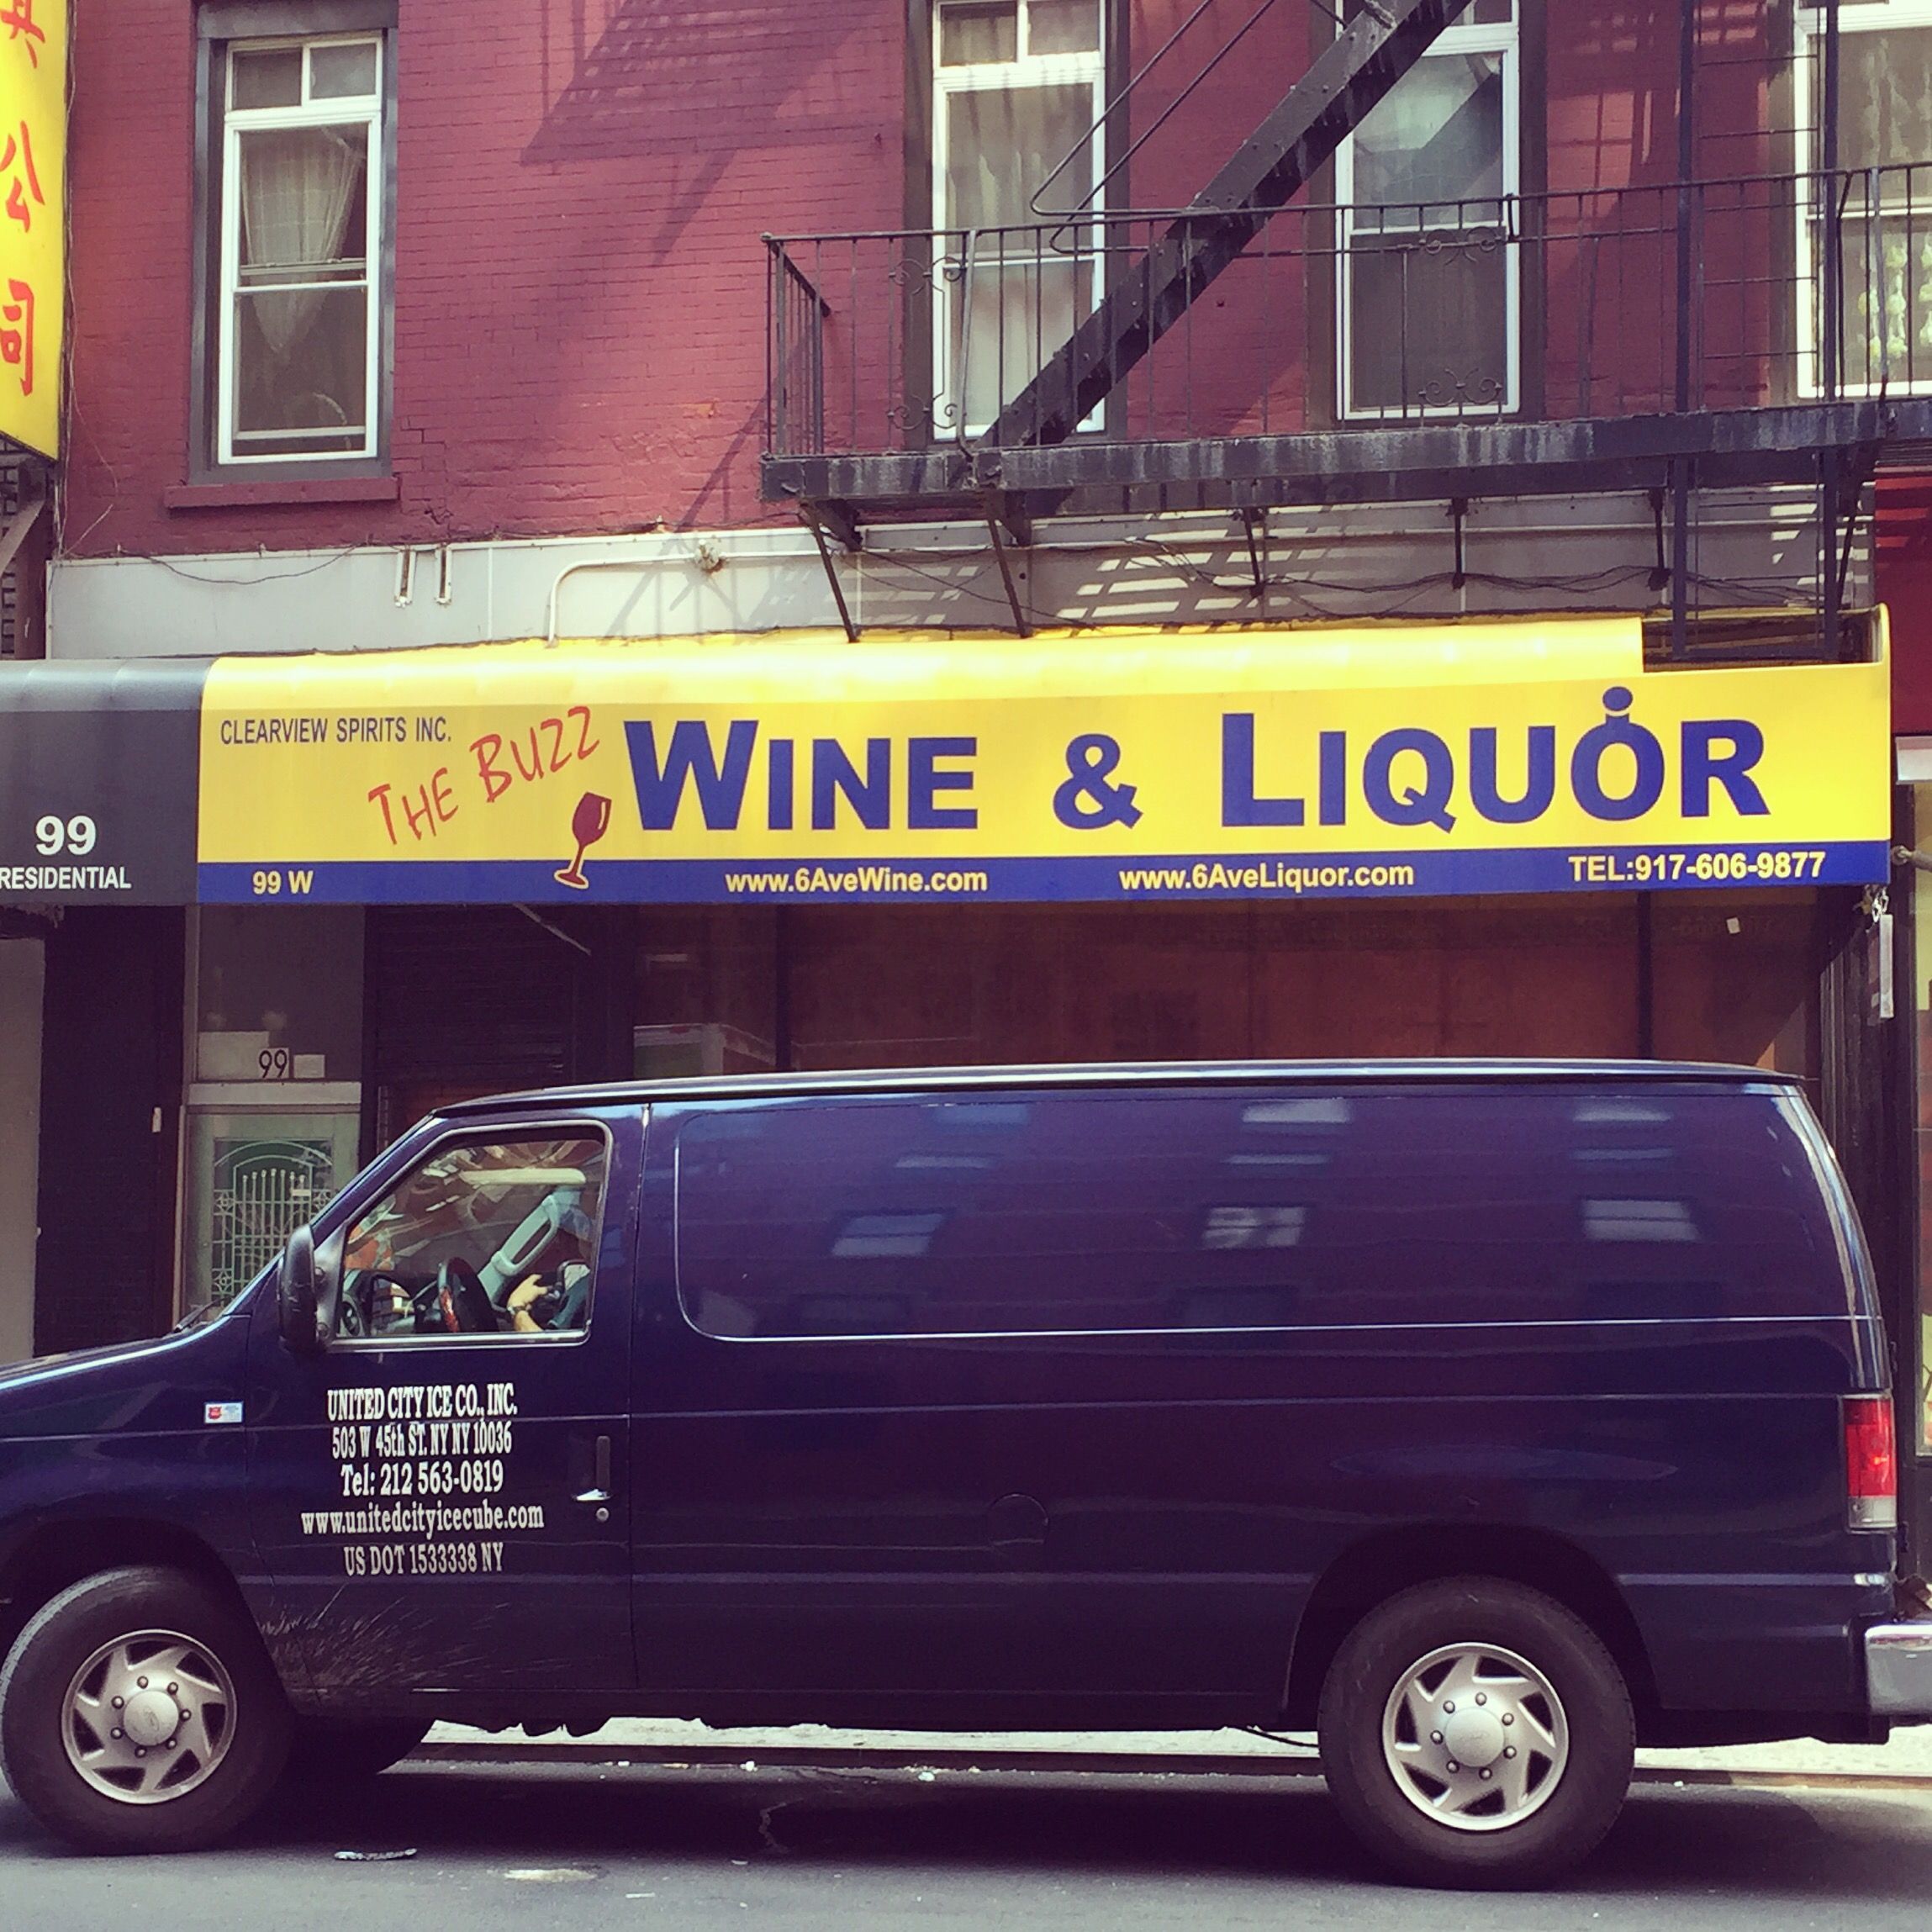 公
司
CLEARVIEW SPIRITS INC.
THE BUZZ
WINE & LIQUOR
99
RESIDENTIAL
99 W
www.6AveWine.com
www.6AveLiquor.com
TEL:917-606-9877
99
UNITED CITY ICE CO., INC.
503 W 45th ST. NY NY 10036
Tel: 212 563-0819
www.unitedcityicecube.com
US DOT 1533338 NY